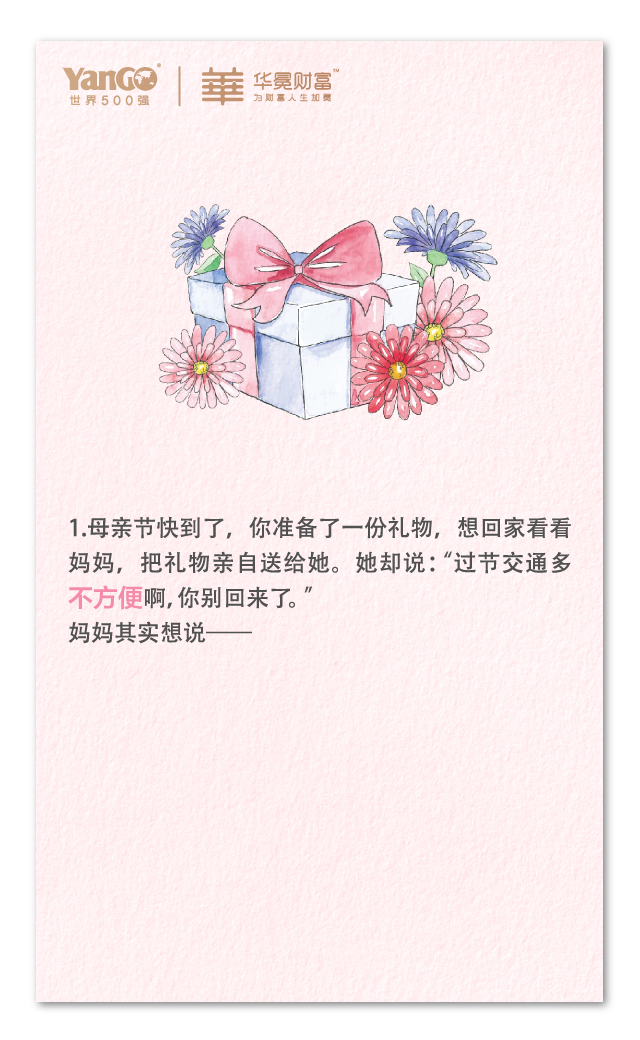 YanGO®
世界500强
華 华冕财富™
为财富人生加冕
1.母亲节快到了，你准备了一份礼物，想回家看看
妈妈，把礼物亲自送给她。她却说：“过节交通多
不方便啊，你别回来了。”
妈妈其实想说——